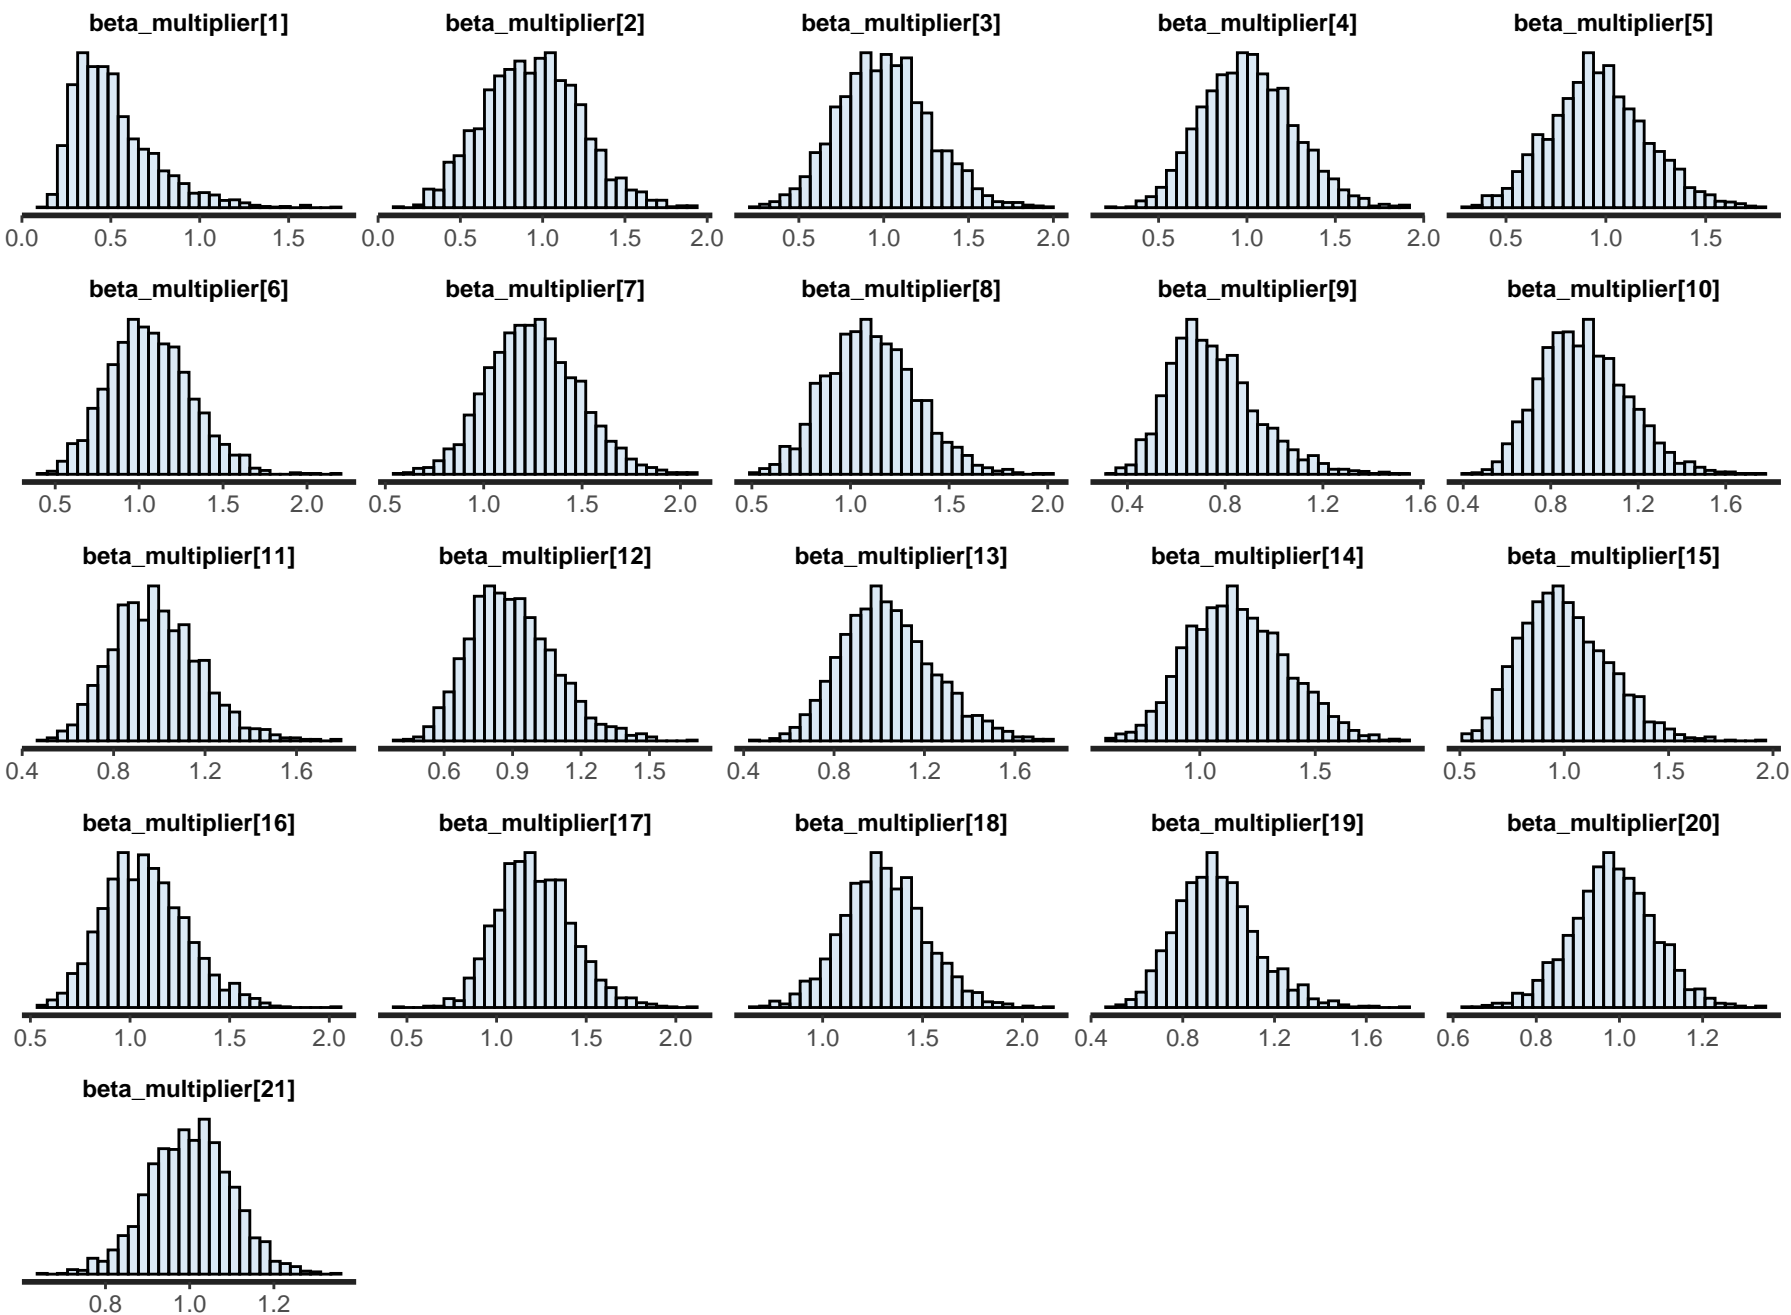 beta_multiplier[1] beta_multiplier[2] beta_multiplier[3] beta_multiplier[4] beta_multiplier[5]
0.0 0.5 1.0 1.5 0.0 0.5 1.0 1.5 2.0 0.5 1.0 1.5 2.0 0.5 1.0 1.5 2.0 0.5 1.0 1.5
beta_multiplier[6] beta_multiplier[7] beta_multiplier[8] beta_multiplier[9] beta_multiplier[10]
0.5 1.0 1.5 2.0 0.5 1.0 1.5 2.0 0.5 1.0 1.5 2.0 0.4 0.8 1.2 1.6 0.4 0.8 1.2 1.6
beta_multiplier[11] beta_multiplier[12] beta_multiplier[13] beta_multiplier[14] beta_multiplier[15]
0.4 0.8 1.2 1.6 0.6 0.9 1.2 1.5 0.4 0.8 1.2 1.6 1.0 1.5 0.5 1.0 1.5 2.0
beta_multiplier[16] beta_multiplier[17] beta_multiplier[18] beta_multiplier[19] beta_multiplier[20]
0.5 1.0 1.5 2.0 0.5 1.0 1.5 2.0 1.0 1.5 2.0 0.4 0.8 1.2 1.6 0.6 0.8 1.0 1.2
beta_multiplier[21]
0.8 1.0 1.2